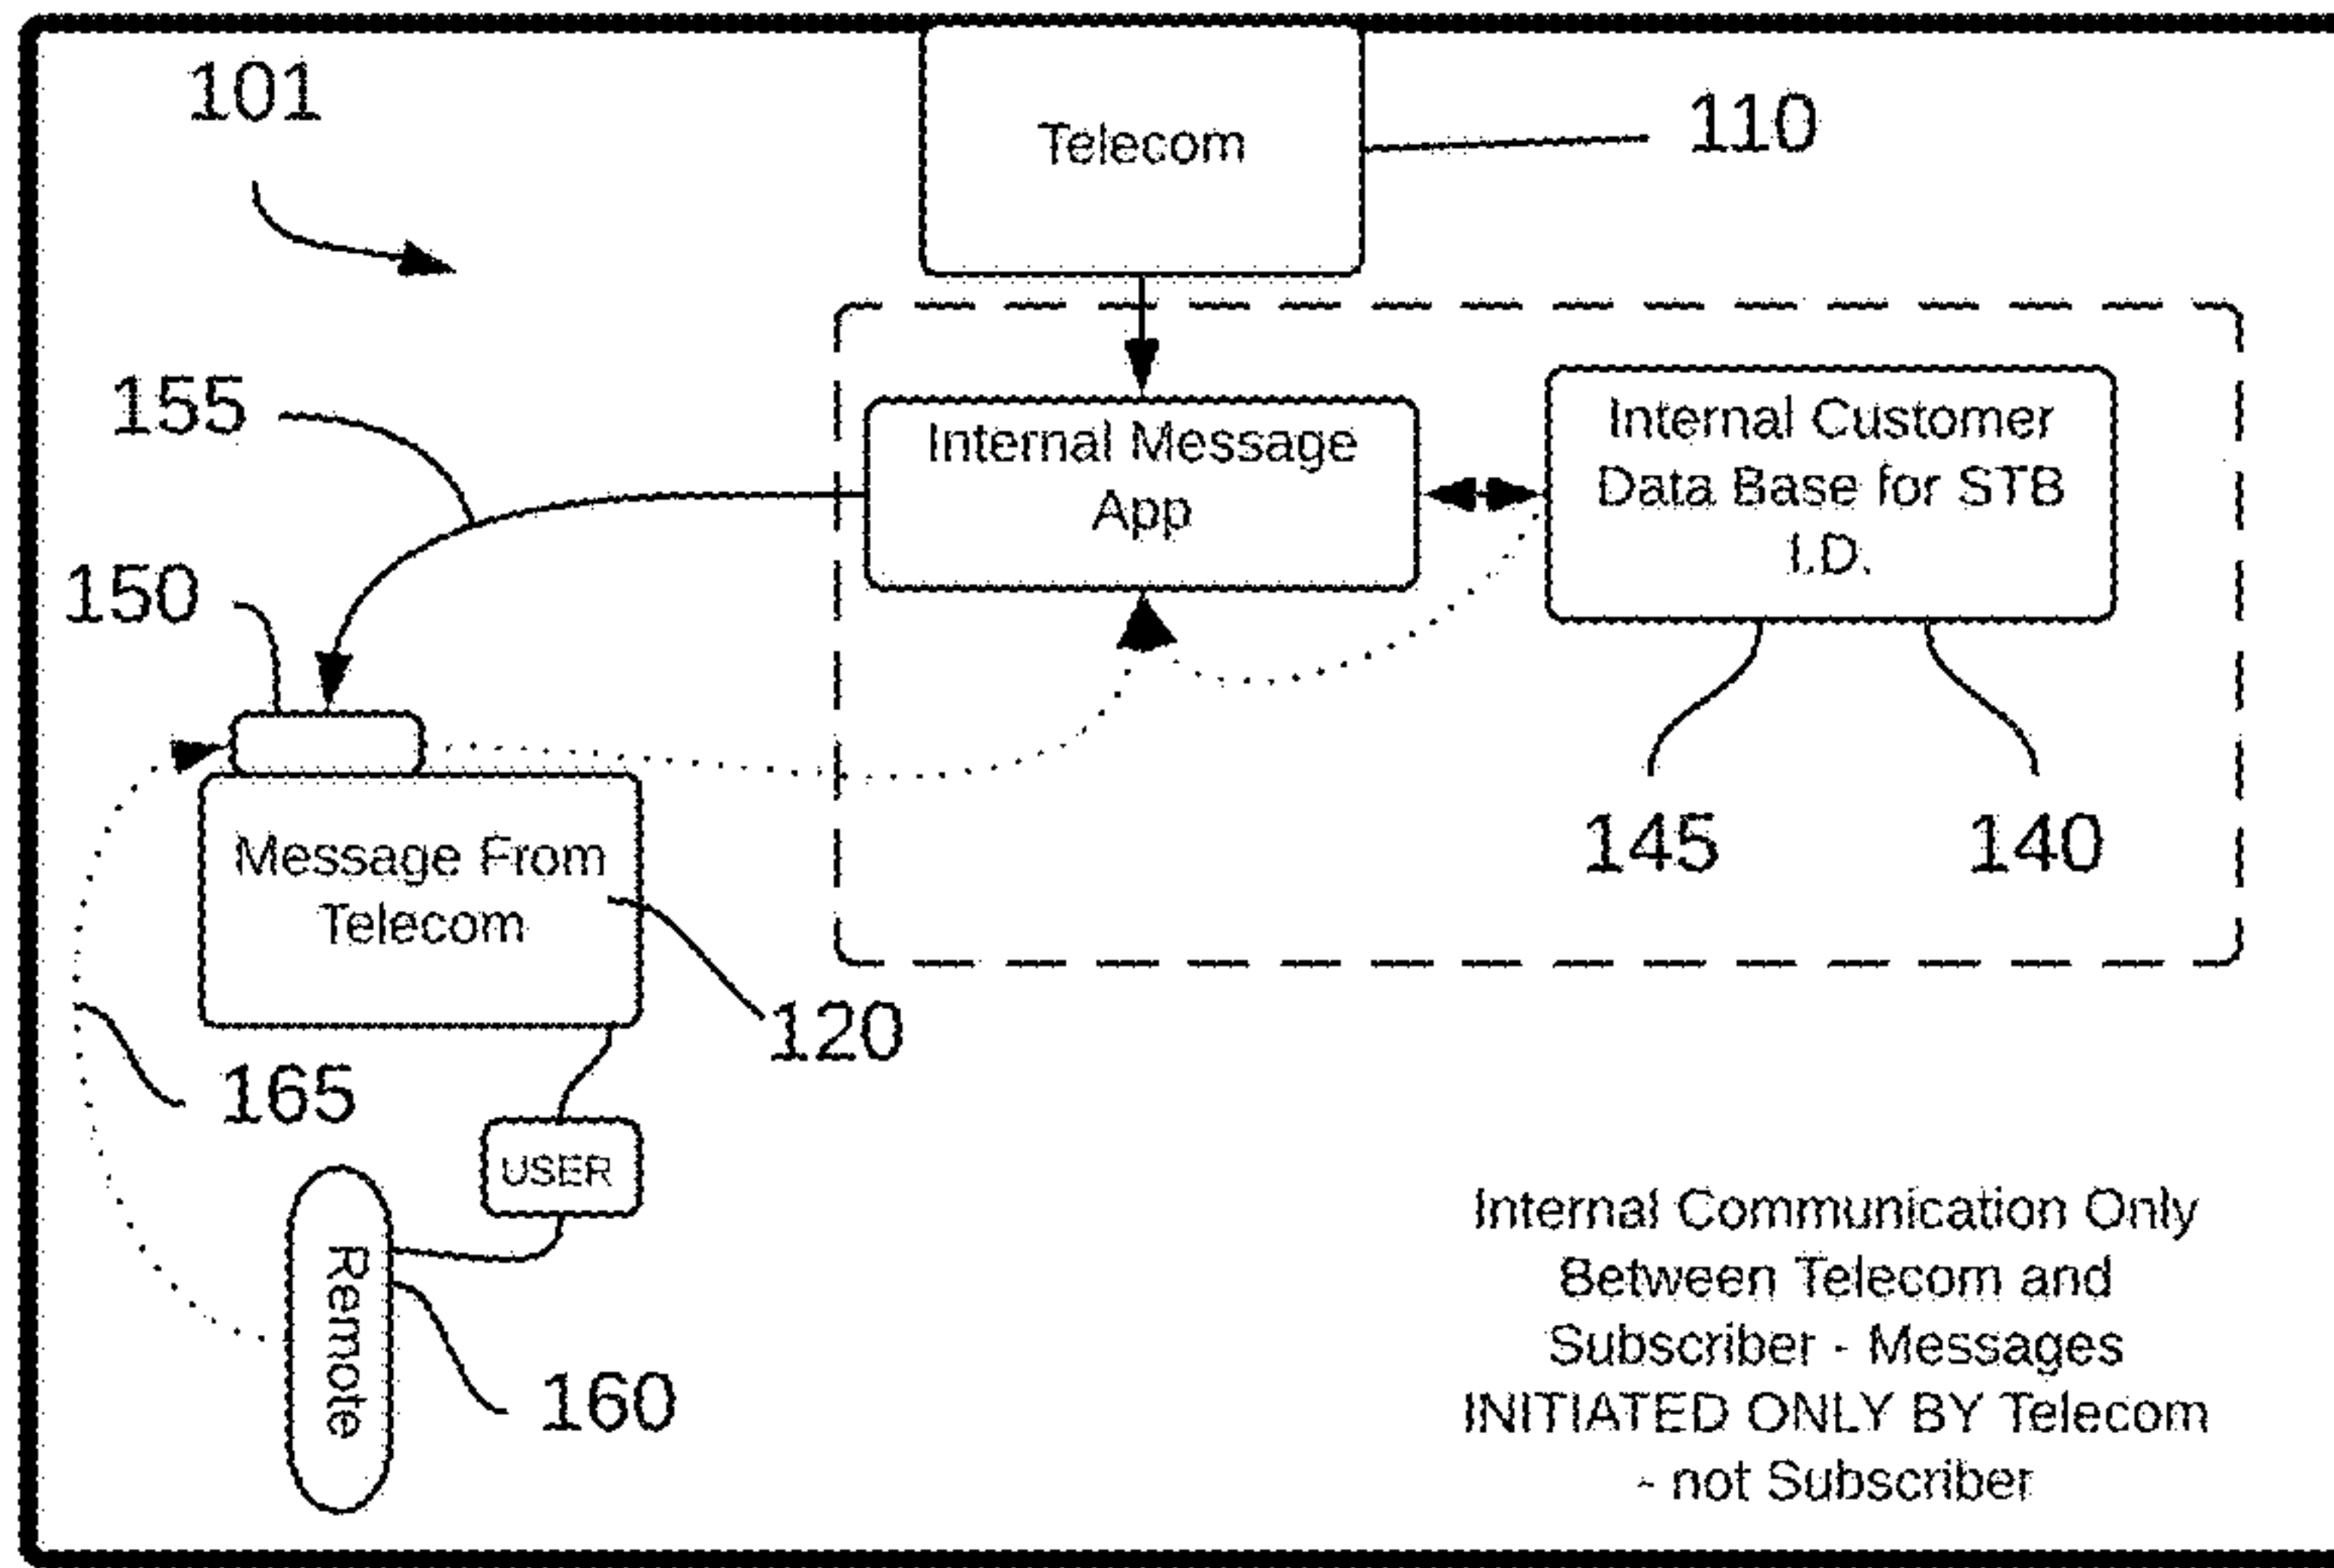 101
Telecom
110
155
Internal Message
App
Internal Customer
Data Base for STB
I.D.
150
145
140
Message From
Telecom
120
165
USER
Remote
160
Internal Communication Only
Between Telecom and
Subscriber - Messages
INITIATED ONLY BY Telecom
- not Subscriber